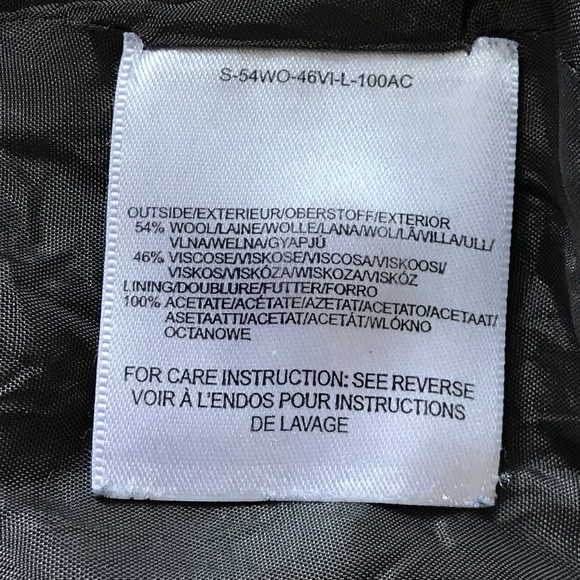 S-54WO-46VI-L-100AC
OUTSIDE/EXTERIEUR/OBERSTOFF/EXTERIOR
54% WOOL/LAINE/WOLLE/LANA/WOL/LÃ/VILLA/ULL/
VLNA/WELNA/GYAPJÚ
46% VISCOSE/VISKOSE/VISCOSA/VISKOOSI/
VISKOS/VISKÓZA/WISKOZA/VISKÓZ
LINING/DOUBLURE/FUTTER/FORRO
100% ACETATE/ACÉTATE/AZETAT/ACETATO/ACETAAT/
ASETAATTI/ACETAT/ACETÁT/WLÓKNO
OCTANOWE
FOR CARE INSTRUCTION: SEE REVERSE
VOIR À L'ENDOS POUR INSTRUCTIONS
DE LAVAGE